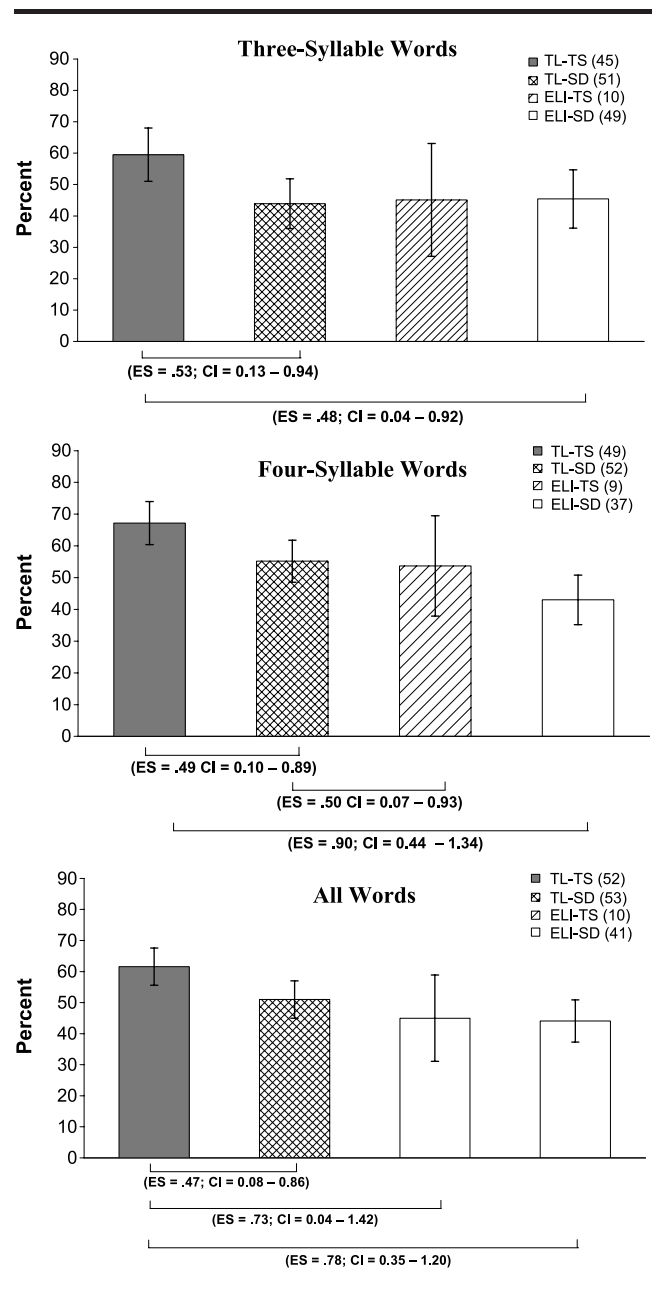 Three-Syllable Words
TL-TS (45)
TL-SD (51)
ELI-TS (10)
ELI-SD (49)
Percent
90
80
70
60
50
40
30
20
10
0
(ES = .53; CI = 0.13 – 0.94)
(ES = .48; CI = 0.04 – 0.92)
Four-Syllable Words
TL-TS (49)
TL-SD (52)
ELI-TS (9)
ELI-SD (37)
Percent
90
80
70
60
50
40
30
20
10
0
(ES = .49 CI = 0.10 – 0.89)
(ES = .50 CI = 0.07 – 0.93)
(ES = .90; CI = 0.44 – 1.34)
All Words
TL-TS (52)
TL-SD (53)
ELI-TS (10)
ELI-SD (41)
Percent
90
80
70
60
50
40
30
20
10
0
(ES = .47; CI = 0.08 – 0.86)
(ES = .73; CI = 0.04 – 1.42)
(ES = .78; CI = 0.35 – 1.20)